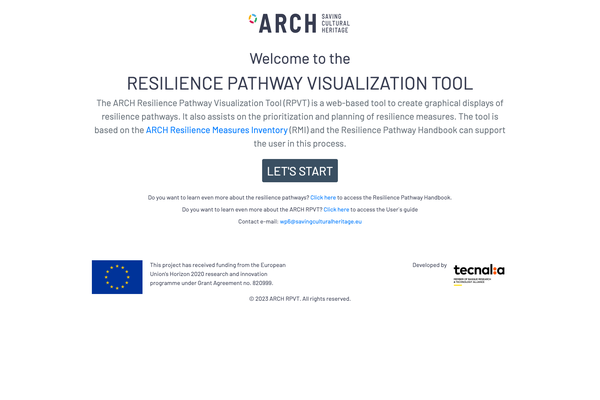 ARCH SAVING
CULTURAL
HERITAGE
Welcome to the
RESILIENCE PATHWAY VISUALIZATION TOOL
The ARCH Resilience Pathway Visualization Tool (RPVT) is a web-based tool to create graphical displays of
resilience pathways. It also assists on the prioritization and planning of resilience measures. The tool is
based on the ARCH Resilience Measures Inventory (RMI) and the Resilience Pathway Handbook can support
the user in this process.
LET'S START
Do you want to learn even more about the resilience pathways? Click here to access the Resilience Pathway Handbook.
Do you want to learn even more about the ARCH RPVT? Click here to access the User's guide
Contact e-mail: wp6@savingculturalheritage.eu
This project has received funding from the European
Union's Horizon 2020 research and innovation
programme under Grant Agreement no. 820999.
Developed by
tecnalia
MEMBER OF BASQUE RESEARCH
& TECHNOLOGY ALLIANCE
© 2023 ARCH RPVT. All rights reserved.